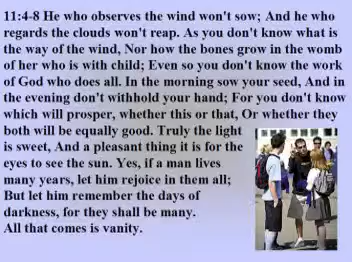 11:4-8 He who observes the wind won't sow; And he who
regards the clouds won't reap. As you don't know what is
the way of the wind, Nor how the bones grow in the womb
of her who is with child; Even so you don't know the work
of God who does all. In the morning sow your seed, And in
the evening don't withhold your hand; For you don't know
which will prosper, whether this or that, Or whether they
both will be equally good. Truly the light
is sweet, And a pleasant thing it is for the
eyes to see the sun. Yes, if a man lives
many years, let him rejoice in them all;
But let him remember the days of
darkness, for they shall be many.
All that comes is vanity.